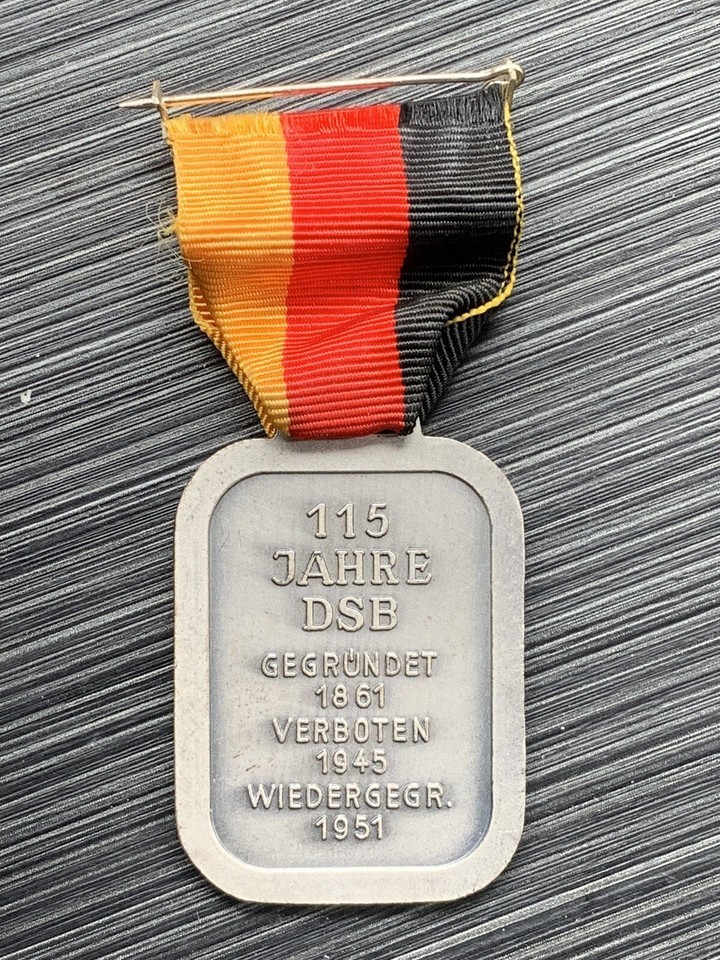 115
JAHRE
DSB
GEGRÜNDET
1861
VERBOTEN
1945
WIEDERGEGR.
1951